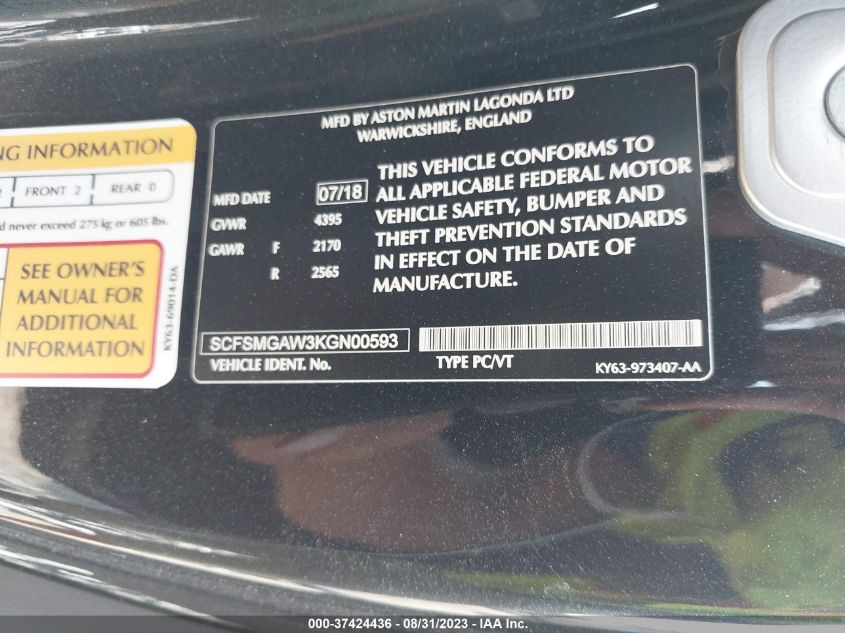 NG INFORMATION
FRONT 2 REAR 0
d never exceed 275 kg or 605 lbs.
SEE OWNER'S
MANUAL FOR
ADDITIONAL
INFORMATION
KY63-69014-DA
MFD BY ASTON MARTIN LAGONDA LTD
WARWICKSHIRE, ENGLAND
MFD DATE 07/18
GVWR 4395
GAWR F 2170
R 2565
THIS VEHICLE CONFORMS TO
ALL APPLICABLE FEDERAL MOTOR
VEHICLE SAFETY, BUMPER AND
THEFT PREVENTION STANDARDS
IN EFFECT ON THE DATE OF
MANUFACTURE.
SCFSMGAW3KGN00593
VEHICLE IDENT. No. TYPE PC/VT KY63-973407-AA
000-37424436 - 08/31/2023 - IAA Inc.